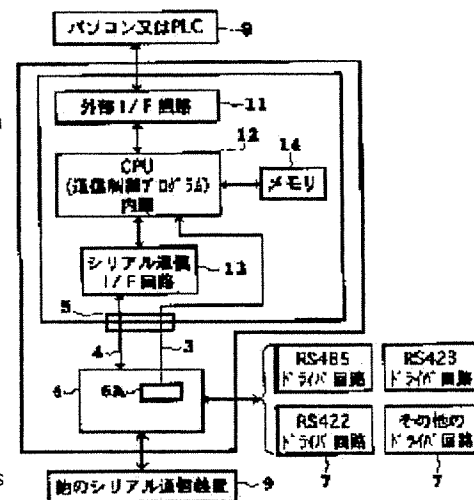 パソコン又はPLC
8
外部I/F回路
11
12
CPU
(通信制御プログラム)
内蔵
14
メモリ
シリアル通信
I/F回路
13
5
4
3
6
6A
RS485
ドライバ回路
RS423
ドライバ回路
RS422
ドライバ回路
その他の
ドライバ回路
7
7
他のシリアル通信装置
9